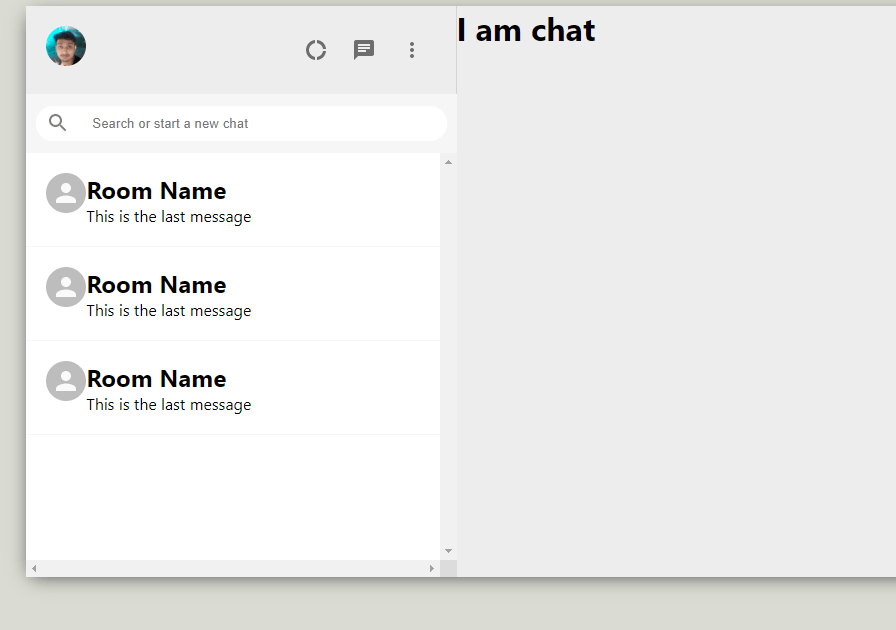 I am chat
Search or start a new chat
Room Name
This is the last message
Room Name
This is the last message
Room Name
This is the last message